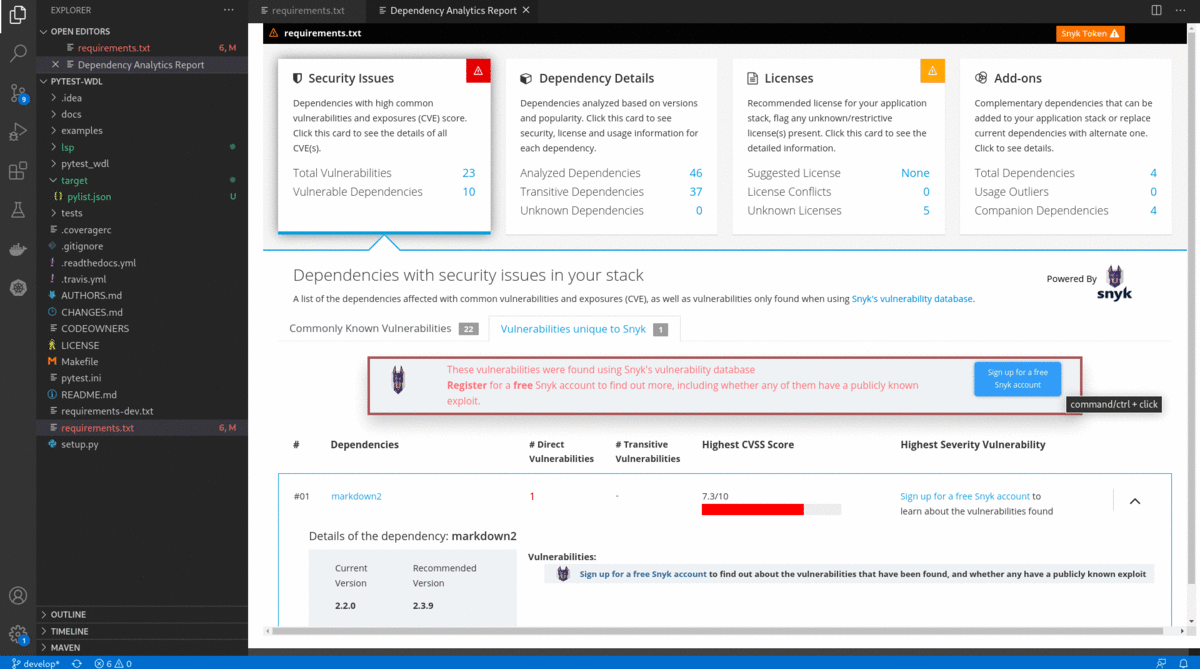 EXPLORER
OPEN EDITORS
requirements.txt 6, M
Dependency Analytics Report
PYTEST-WDL
.idea
docs
examples
lsp
pytest_wdl
target
{} pylist.json U
tests
.coveragerc
.gitignore
! .readthedocs.yml
! .travis.yml
AUTHORS.md
CHANGES.md
CODEOWNERS
LICENSE
Makefile
pytest.ini
README.md
requirements-dev.txt
requirements.txt 6, M
setup.py
OUTLINE
TIMELINE
MAVEN
9
1
develop* 6 0
requirements.txt
Dependency Analytics Report
requirements.txt
Snyk Token
Security Issues
Dependencies with high common
vulnerabilities and exposures (CVE) score.
Click this card to see the details of all
CVE(s).
Total Vulnerabilities 23
Vulnerable Dependencies 10
Dependency Details
Dependencies analyzed based on versions
and popularity. Click this card to see
security, license and usage information for
each dependency.
Analyzed Dependencies 46
Transitive Dependencies 37
Unknown Dependencies 0
Licenses
Recommended license for your application
stack, flag any unknown/restrictive
license(s) present. Click this card to see the
detailed information.
Suggested License None
License Conflicts 0
Unknown Licenses 5
Add-ons
Complementary dependencies that can be
added to your application stack or replace
current dependencies with alternate one.
Click to see details.
Total Dependencies 4
Usage Outliers 0
Companion Dependencies 4
Dependencies with security issues in your stack
A list of the dependencies affected with common vulnerabilities and exposures (CVE), as well as vulnerabilities only found when using Snyk's vulnerability database.
Powered By
snyk
Commonly Known Vulnerabilities 22
Vulnerabilities unique to Snyk 1
These vulnerabilities were found using Snyk's vulnerability database
Register for a free Snyk account to find out more, including whether any of them have a publicly known
exploit.
Sign up for a free
Snyk account
command/ctrl + click
# Dependencies # Direct Vulnerabilities # Transitive Vulnerabilities Highest CVSS Score Highest Severity Vulnerability
#01 markdown2 1 - 7.3/10
Sign up for a free Snyk account to
learn about the vulnerabilities found
Details of the dependency: markdown2
Current
Version
2.2.0
Recommended
Version
2.3.9
Vulnerabilities:
Sign up for a free Snyk account to find out about the vulnerabilities that have been found, and whether any have a publicly known exploit